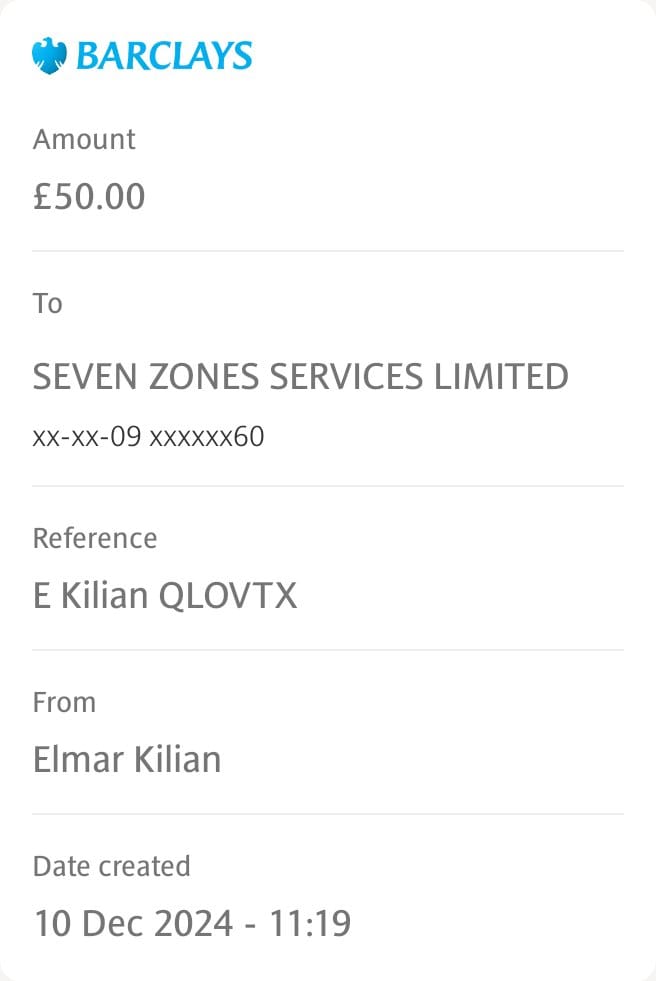 BARCLAYS
Amount
£50.00
To
SEVEN ZONES SERVICES LIMITED
xx-xx-09 xxxxxx60
Reference
E Kilian QLOVTX
From
Elmar Kilian
Date created
10 Dec 2024 - 11:19